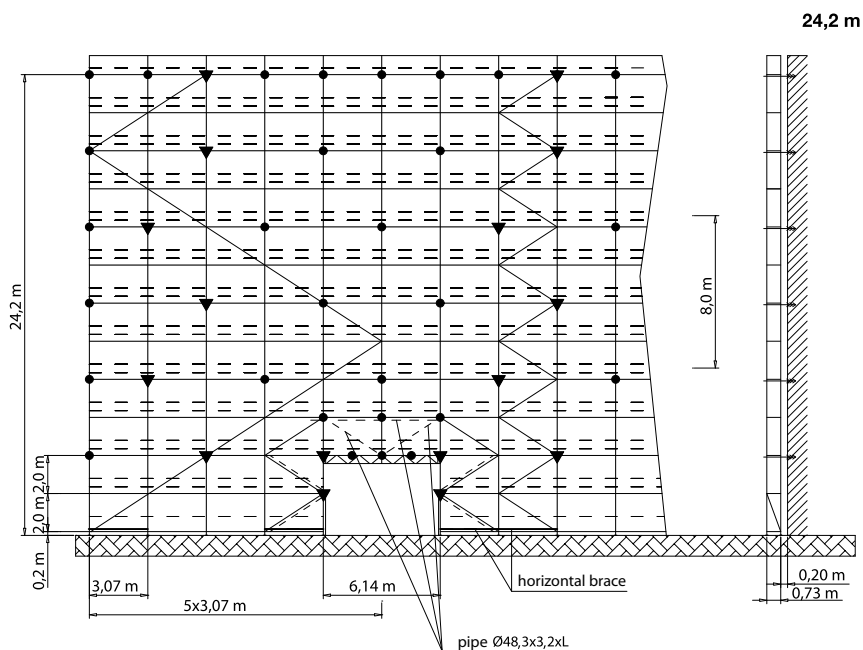 24,2 m
24,2 m
8,0 m
2,0 m
2,0 m
0,2 m
3,07 m
6,14 m
5x3,07 m
horizontal brace
0,20 m
0,73 m
pipe Ø48,3x3,2xL